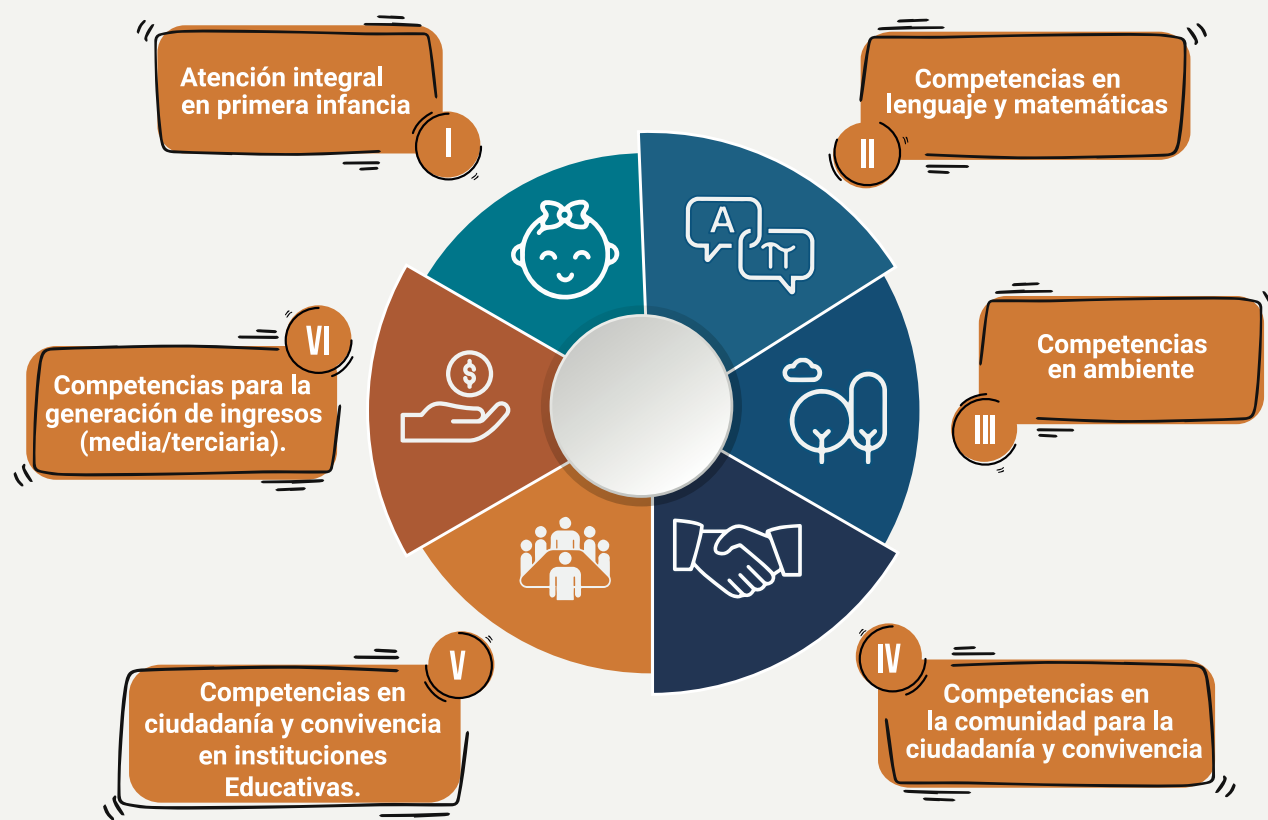 Atención integral
en primera infancia
I
Competencias en
lenguaje y matemáticas
II
A
π
Competencias
en ambiente
III
VI
Competencias para la
generación de ingresos
(media/terciaria).
$
IV
Competencias en
la comunidad para la
ciudadanía y convivencia
V
Competencias en
ciudadanía y convivencia
en instituciones
Educativas.